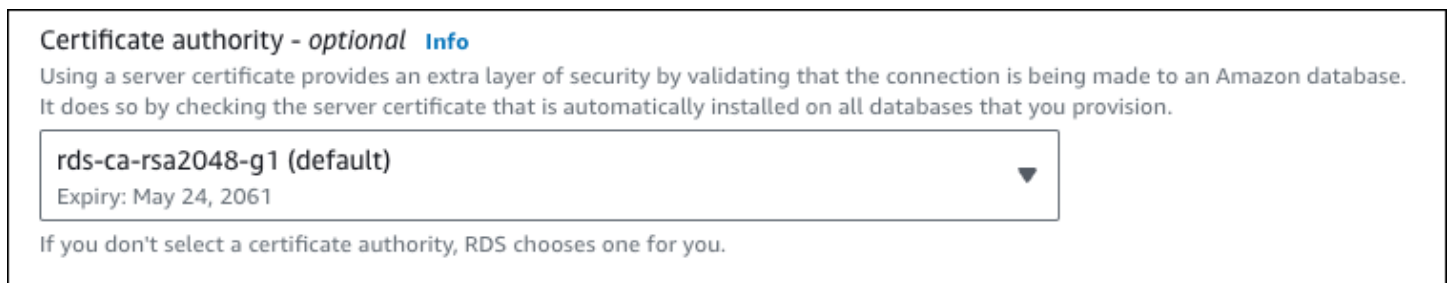 Certificate authority - optional Info
Using a server certificate provides an extra layer of security by validating that the connection is being made to an Amazon database.
It does so by checking the server certificate that is automatically installed on all databases that you provision.
rds-ca-rsa2048-g1 (default)
Expiry: May 24, 2061
If you don't select a certificate authority, RDS chooses one for you.